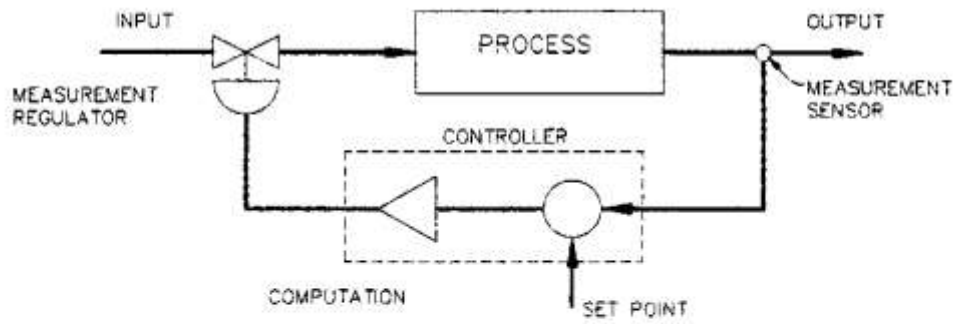 INPUT
OUTPUT
PROCESS
MEASUREMENT
REGULATOR
MEASUREMENT
SENSOR
CONTROLLER
COMPUTATION
SET POINT